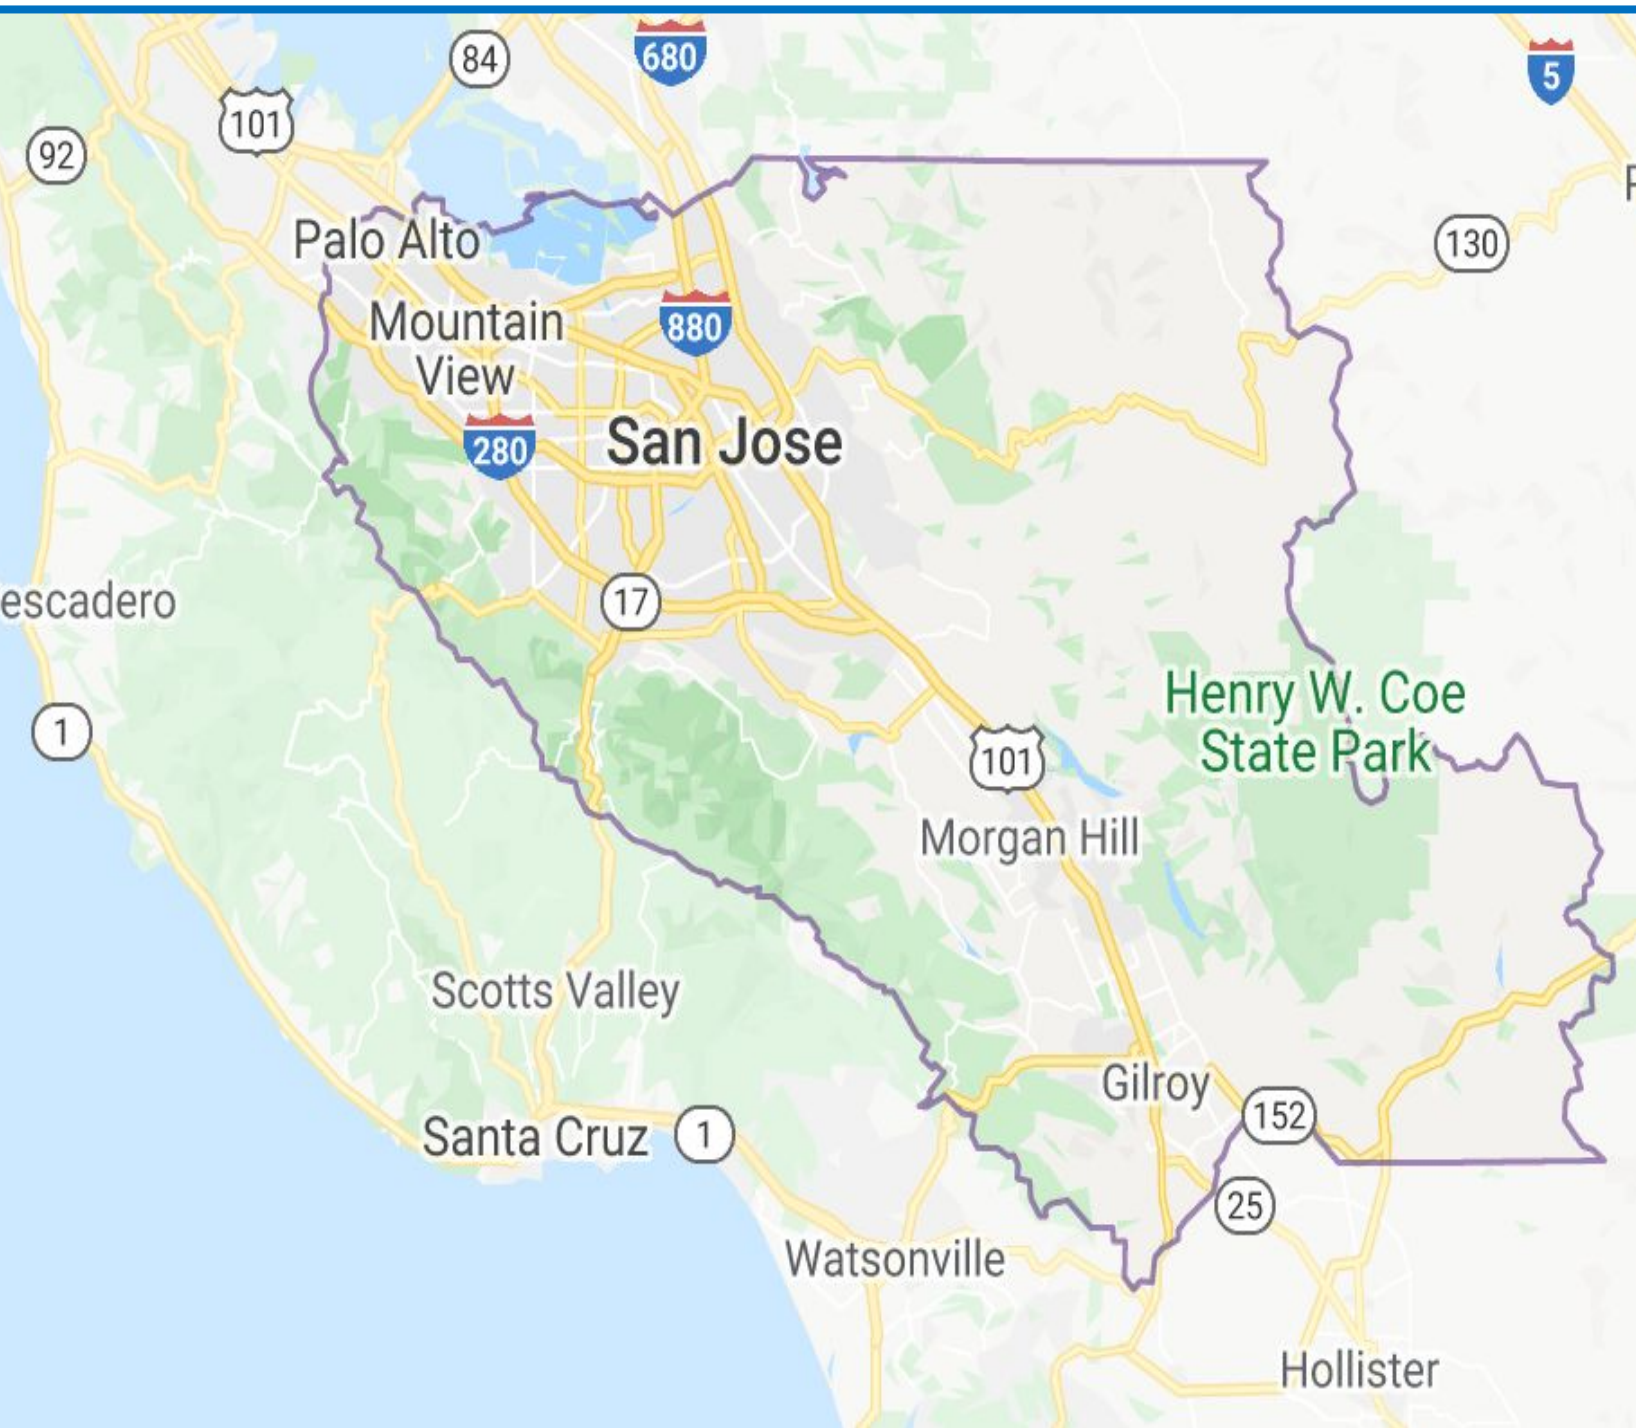 680
84
5
101
92
130
Palo Alto
Mountain
View
880
280
San Jose
17
escadero
Henry W. Coe
State Park
1
101
Morgan Hill
Scotts Valley
Gilroy
152
Santa Cruz
1
25
Watsonville
Hollister